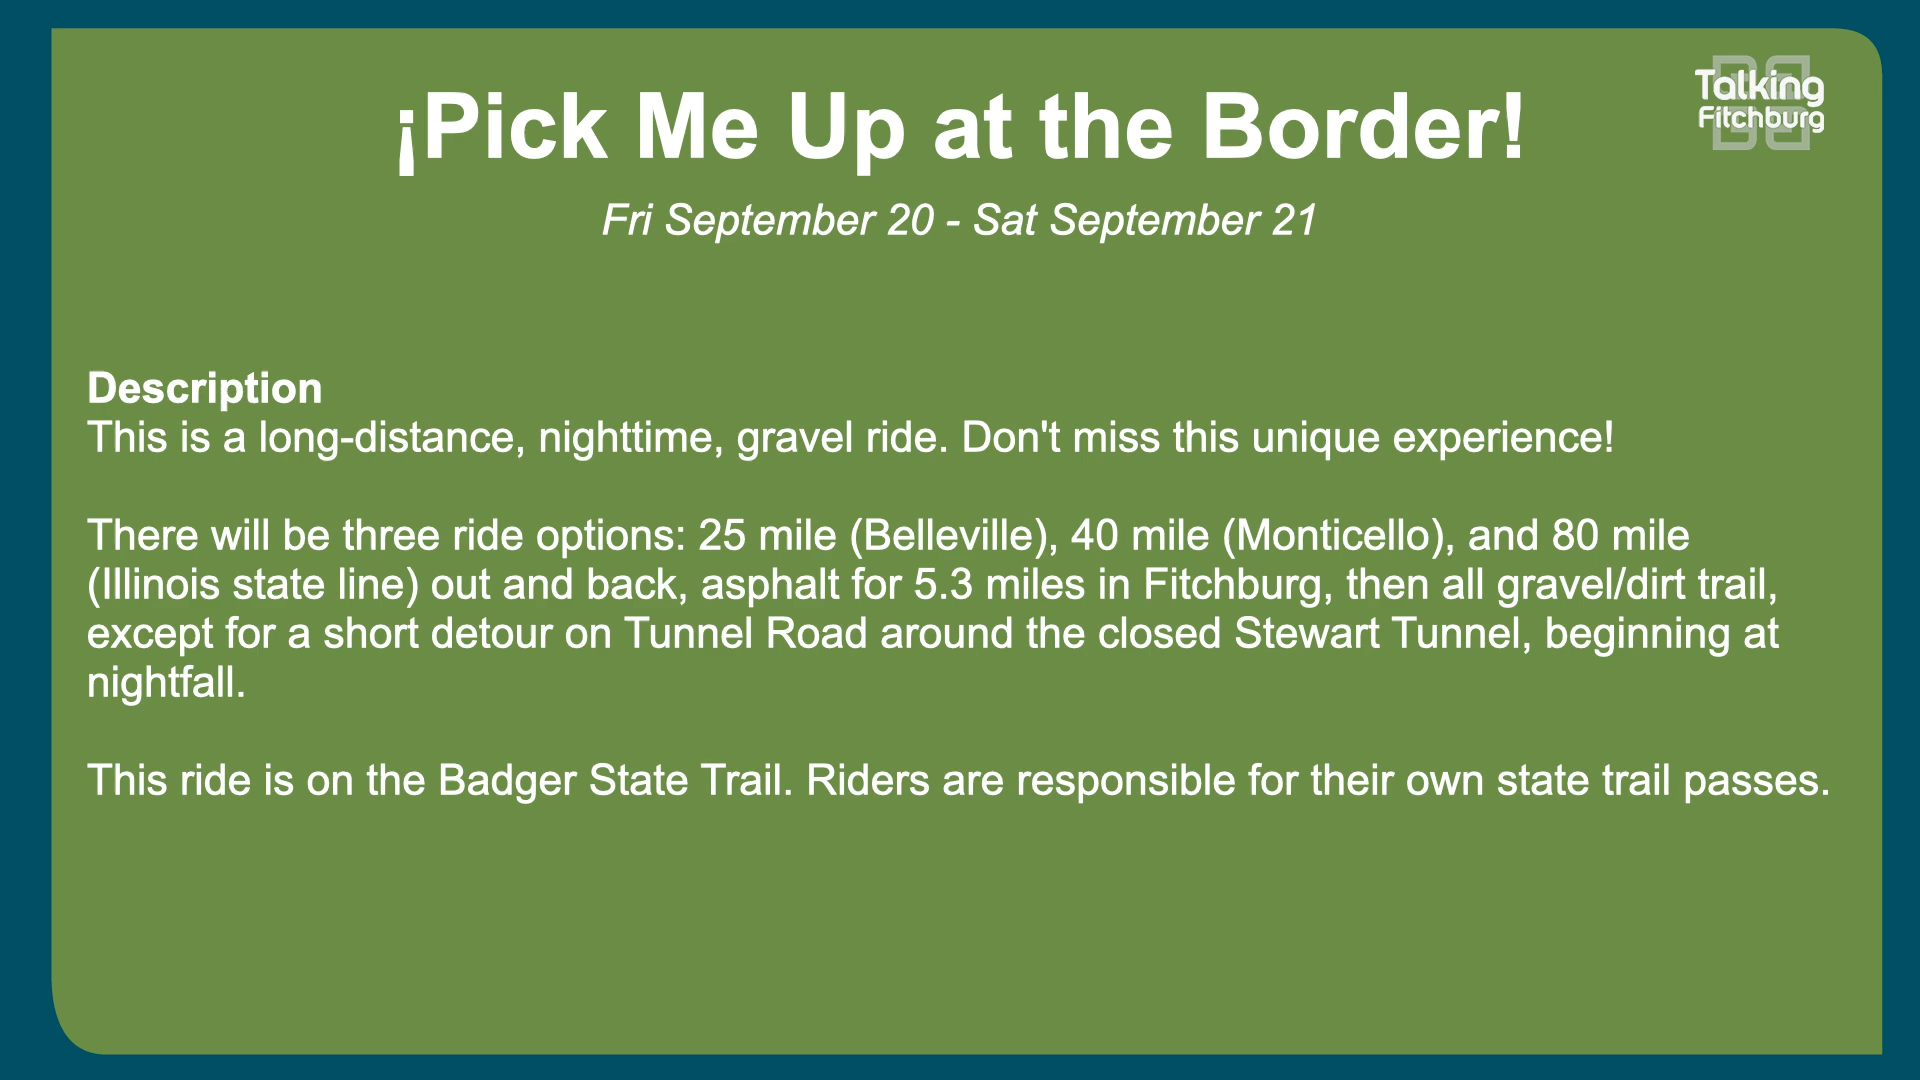 ¡Pick Me Up at the Border!
Talking
Fitchburg
Fri September 20 - Sat September 21
Description
This is a long-distance, nighttime, gravel ride. Don't miss this unique experience!
There will be three ride options: 25 mile (Belleville), 40 mile (Monticello), and 80 mile
(Illinois state line) out and back, asphalt for 5.3 miles in Fitchburg, then all gravel/dirt trail,
except for a short detour on Tunnel Road around the closed Stewart Tunnel, beginning at
nightfall.
This ride is on the Badger State Trail. Riders are responsible for their own state trail passes.